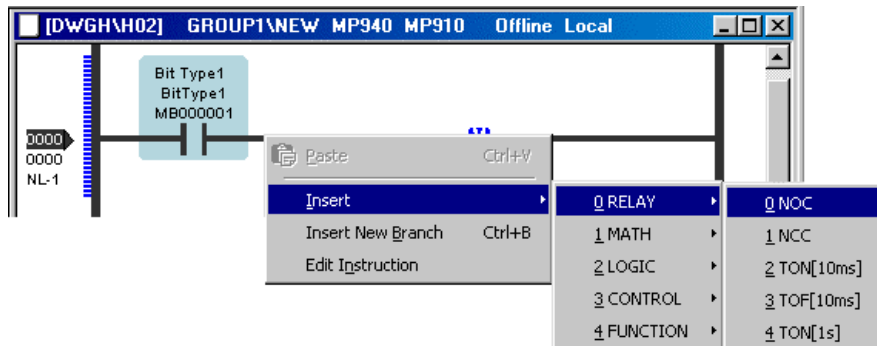 [DWGH\H02] GROUP1\NEW MP940 MP910 Offline Local
Bit Type1
BitType1
MB000001
0000
0000
NL-1
Paste Ctrl+V
Insert
Insert New Branch Ctrl+B
Edit Instruction
0 RELAY
1 MATH
2 LOGIC
3 CONTROL
4 FUNCTION
0 NOC
1 NCC
2 TON[10ms]
3 TOF[10ms]
4 TON[1s]